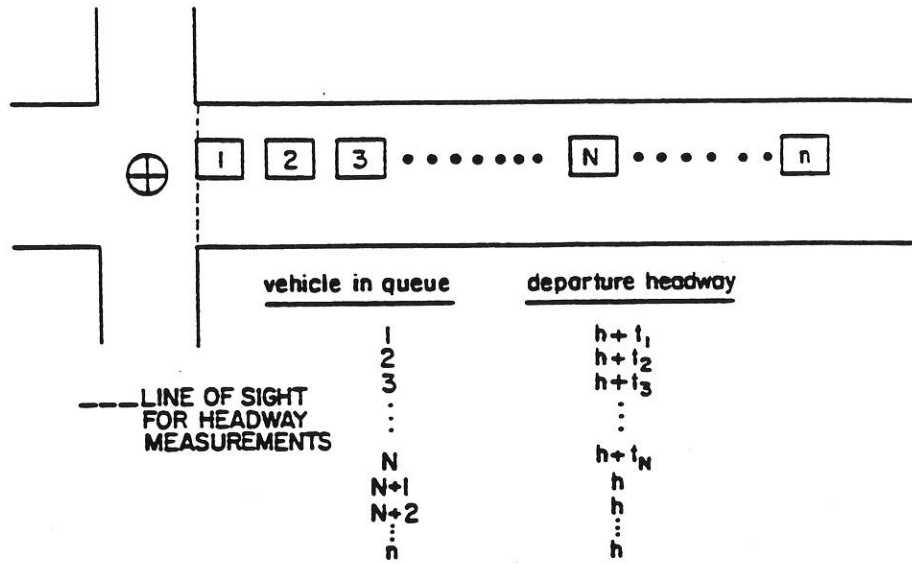 1 2 3 ....... N ....... n
vehicle in queue departure headway
1 h + t₁
2 h + t₂
3 h + t₃
⋮ ⋮
N h + t_N
N+1 h
N+2 h
⋮ ⋮
n h
---LINE OF SIGHT
FOR HEADWAY
MEASUREMENTS